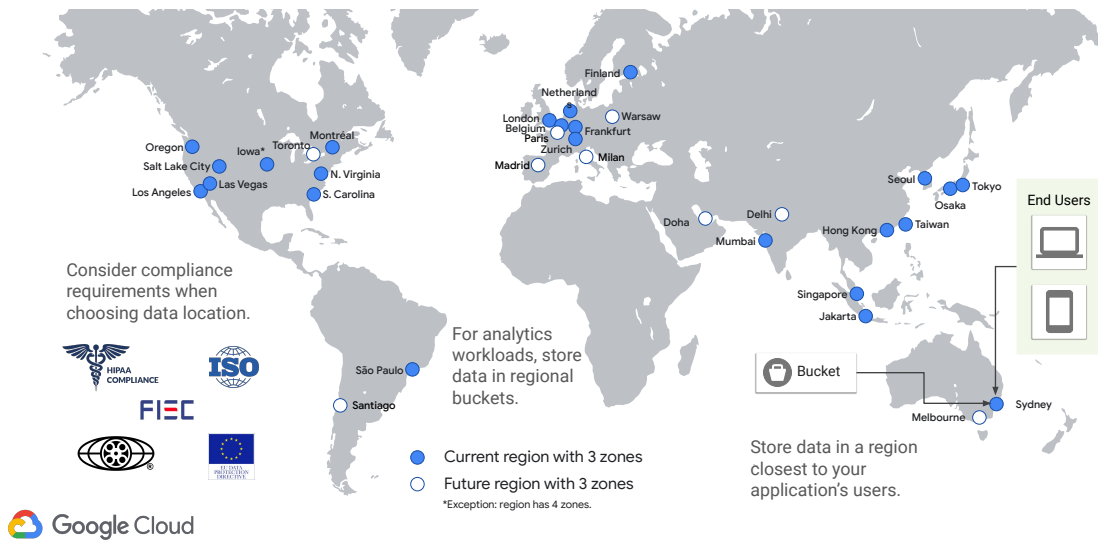 Finland
Netherland
s
London
Belgium
Paris
Zurich
Frankfurt
Warsaw
Madrid
Milan
Oregon
Salt Lake City
Los Angeles
Las Vegas
Iowa*
Toronto
Montréal
N. Virginia
S. Carolina
Doha
Delhi
Mumbai
Seoul
Tokyo
Osaka
Taiwan
Hong Kong
Singapore
Jakarta
End Users
Consider compliance
requirements when
choosing data location.
HIPAA
COMPLIANCE
ISO
FIEC
®
EU DATA
PROTECTION
DIRECTIVE
For analytics
workloads, store
data in regional
buckets.
São Paulo
Santiago
Bucket
Sydney
Melbourne
Store data in a region
closest to your
application’s users.
Current region with 3 zones
Future region with 3 zones
*Exception: region has 4 zones.
Google Cloud